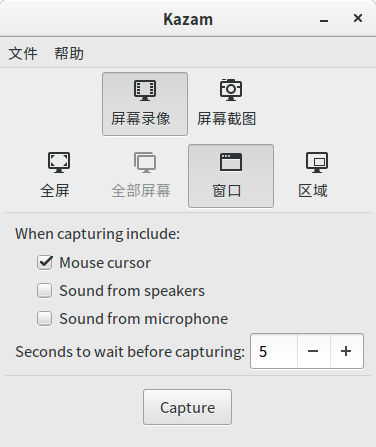 Kazam
文件 帮助
屏幕录像 屏幕截图
全屏 全部屏幕 窗口 区域
When capturing include:
Mouse cursor
Sound from speakers
Sound from microphone
Seconds to wait before capturing: 5
Capture